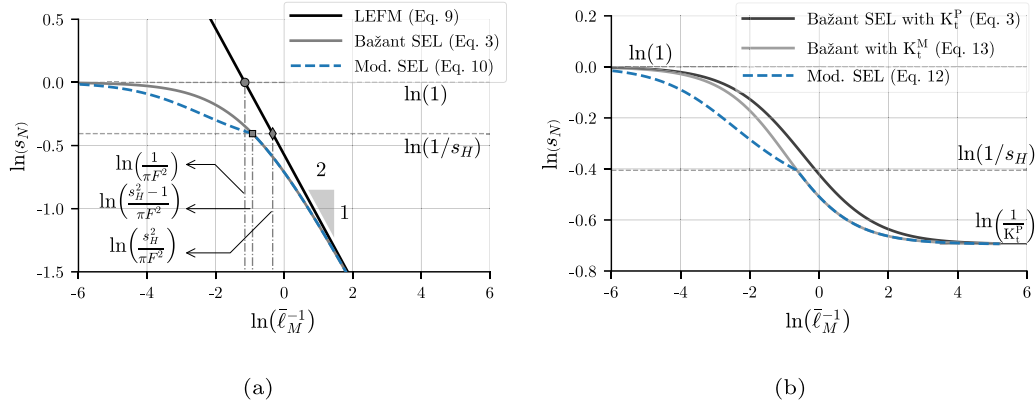 0.5
0.0
-0.5
-1.0
-1.5
ln(s_N)
LEFM (Eq. 9)
Bažant SEL (Eq. 3)
Mod. SEL (Eq. 10)
ln(1)
ln(1/s_H)
ln(1/πF²)
ln(s_H²−1/πF²)
ln(s_H²/πF²)
2
1
-6 -4 -2 0 2 4 6
ln(ℓ̄_M⁻¹)
(a)
0.2
0.0
-0.2
-0.4
-0.6
-0.8
ln(s_N)
Bažant SEL with K_t^P (Eq. 3)
Bažant with K_t^M (Eq. 13)
Mod. SEL (Eq. 12)
ln(1)
ln(1/s_H)
ln(1/K_t^P)
-6 -4 -2 0 2 4 6
ln(ℓ̄_M⁻¹)
(b)